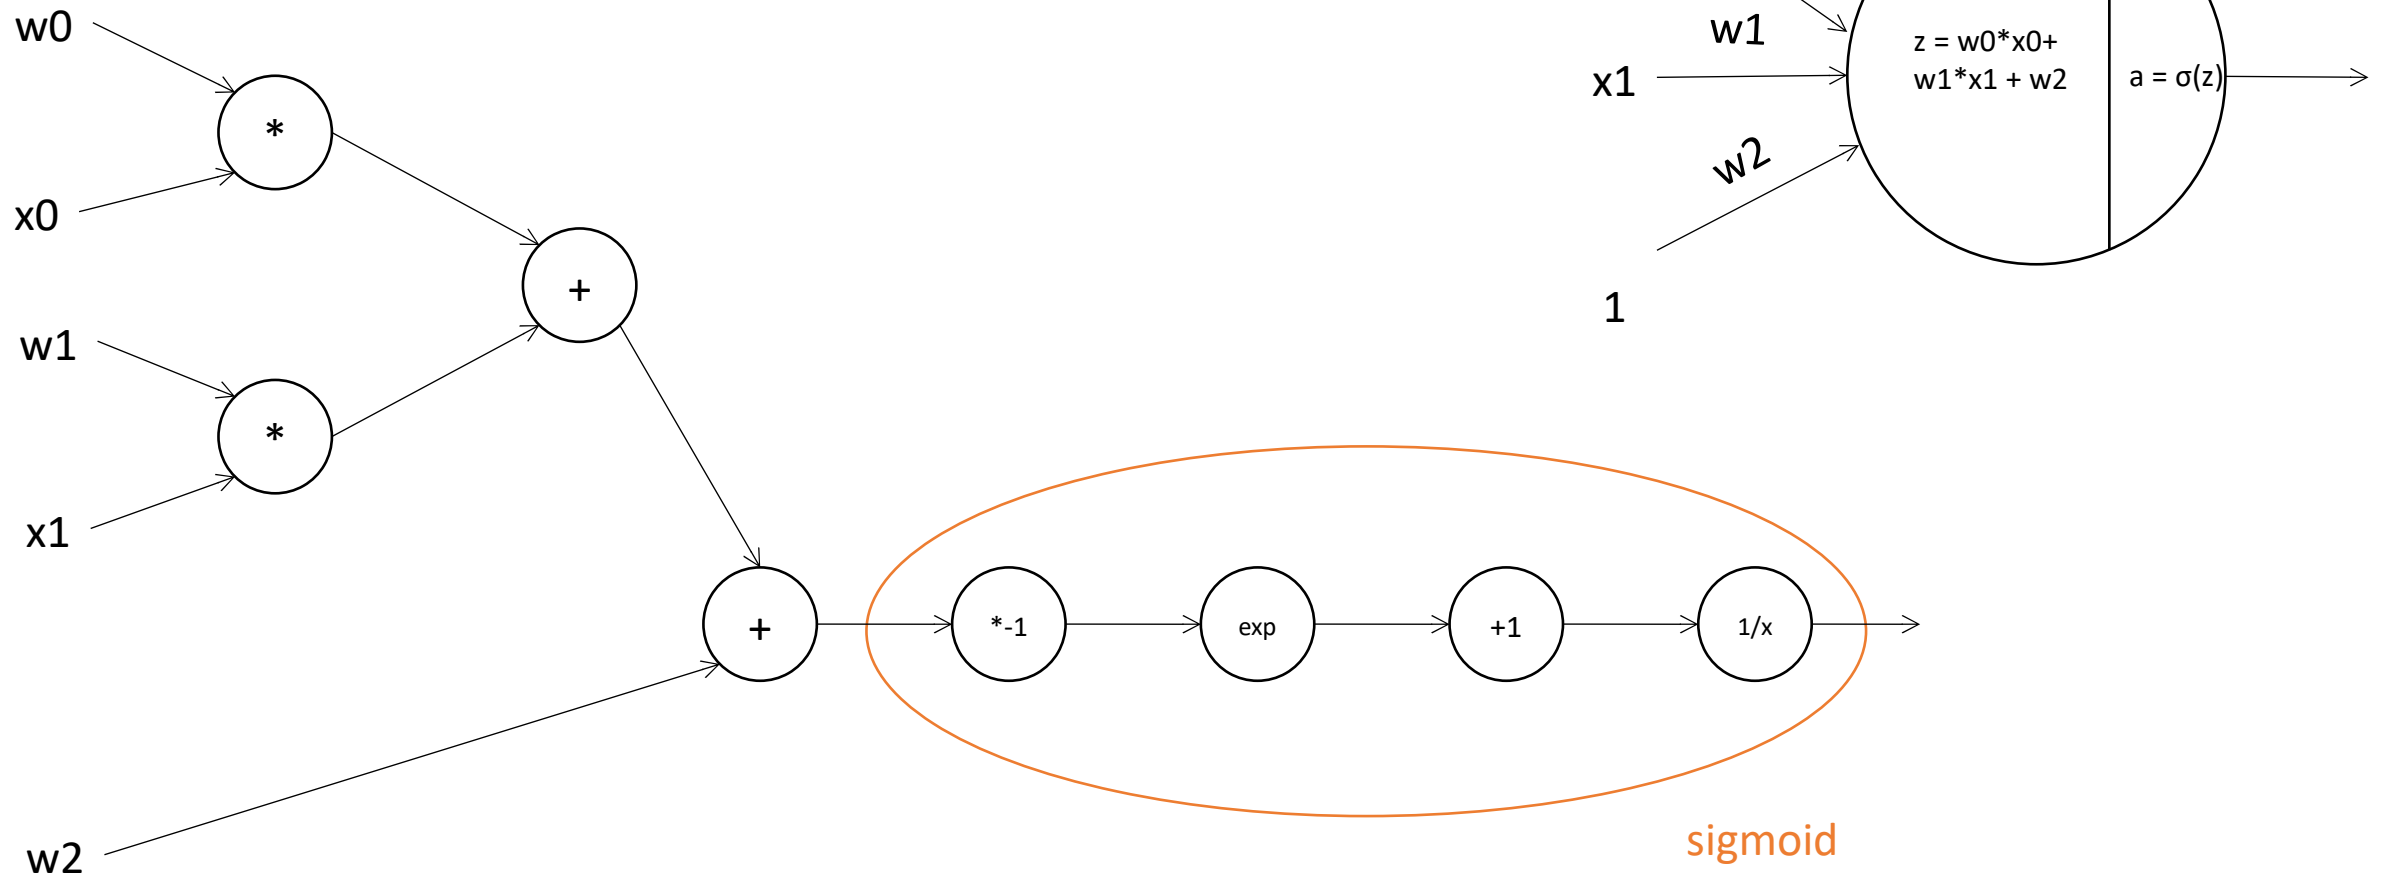 w0
*
x0
+
w1
*
x1
+
*-1
exp
+1
1/x
w2
sigmoid
w1
x1
w2
1
z = w0*x0+
w1*x1 + w2
a = σ(z)